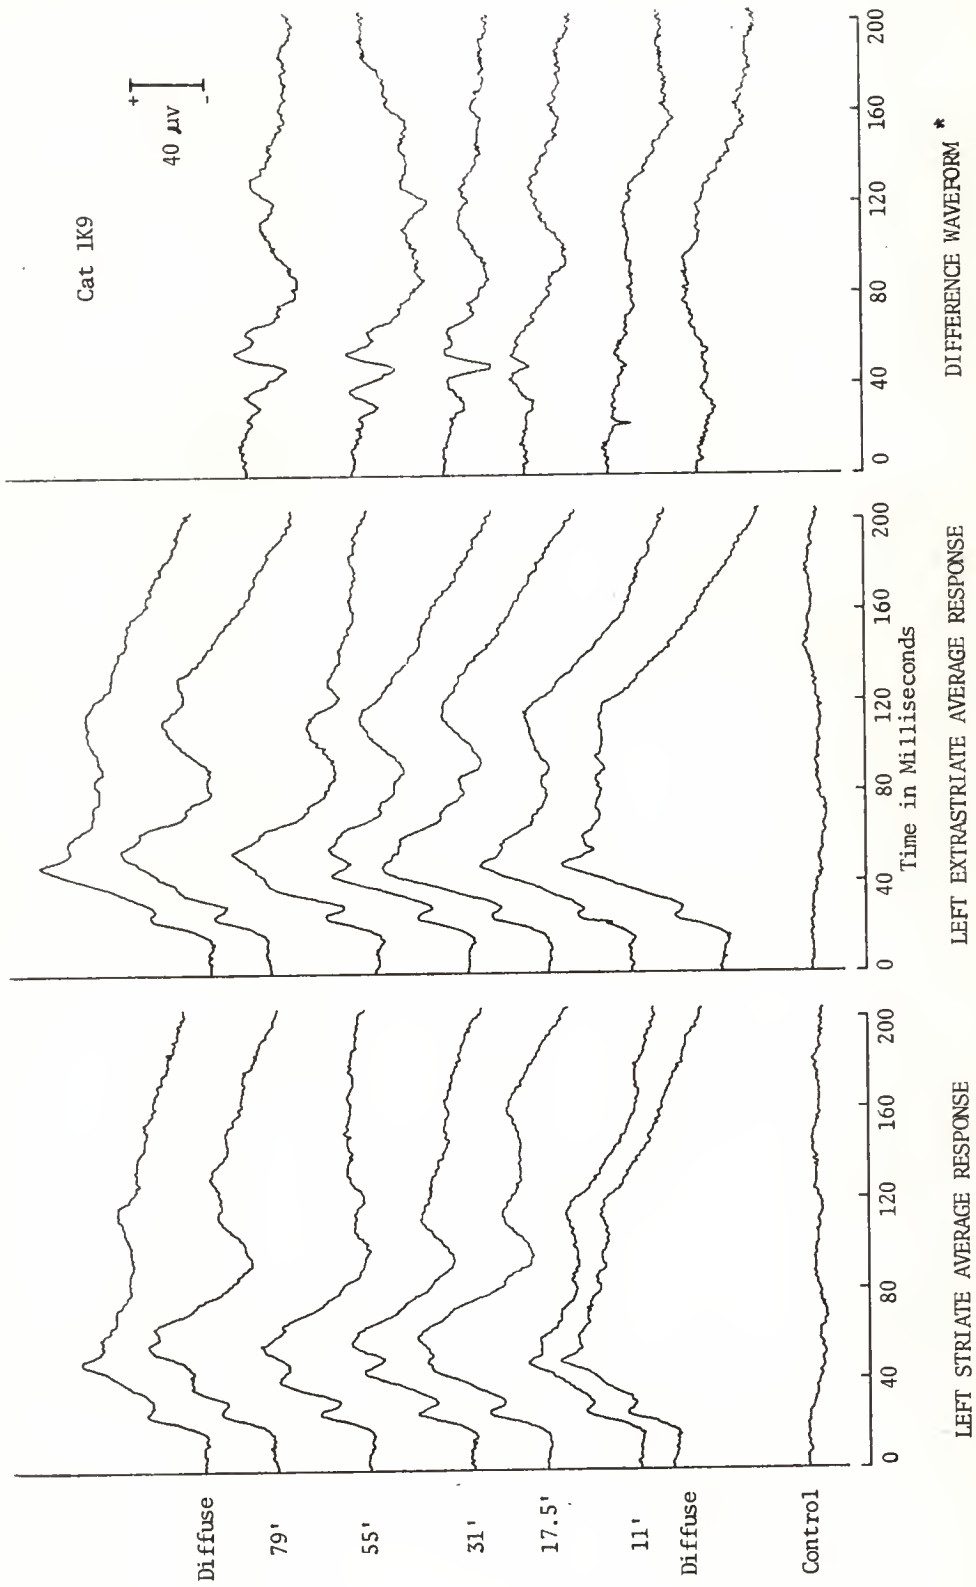 Cat 1K9
+
40 μv
-
Diffuse
79'
55'
31'
17.5'
11'
Diffuse
Control
0 40 80 120 160 200
0 40 80 120 160 200
0 40 80 120 160 200
Time in Milliseconds
LEFT STRIATE AVERAGE RESPONSE
LEFT EXTRASTRIATE AVERAGE RESPONSE
DIFFERENCE WAVEFORM *